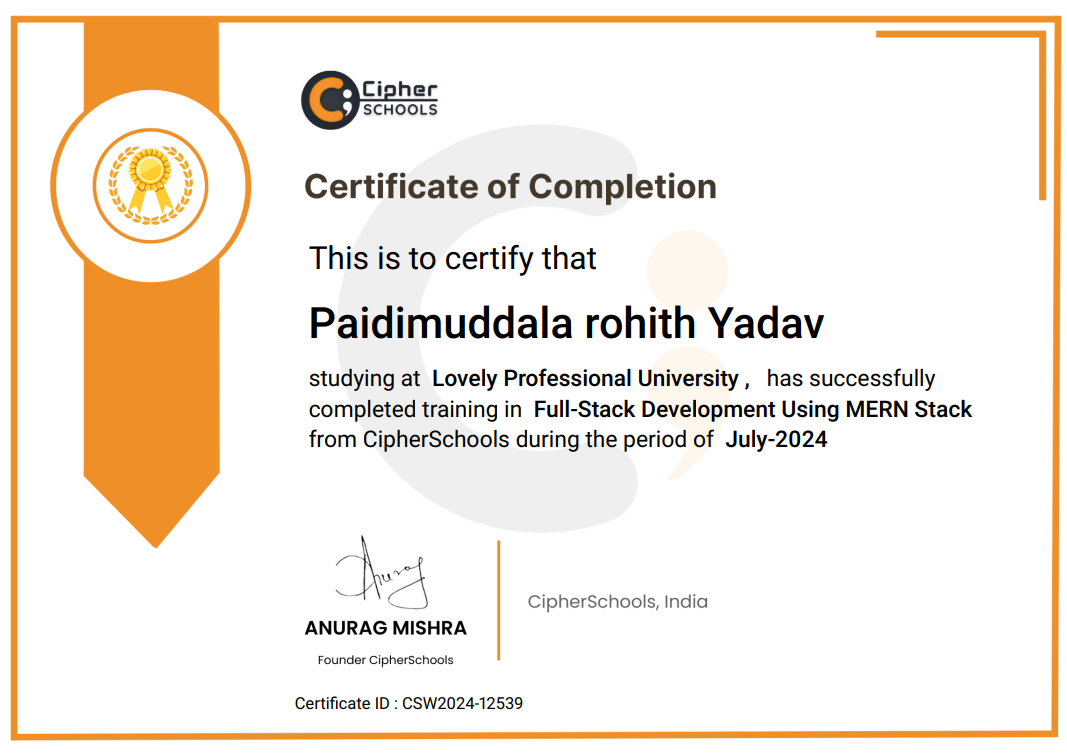 Cipher
SCHOOLS
Certificate of Completion
This is to certify that
Paidimuddala rohith Yadav
studying at Lovely Professional University , has successfully
completed training in Full-Stack Development Using MERN Stack
from CipherSchools during the period of July-2024
Anurag
ANURAG MISHRA
Founder CipherSchools
CipherSchools, India
Certificate ID : CSW2024-12539